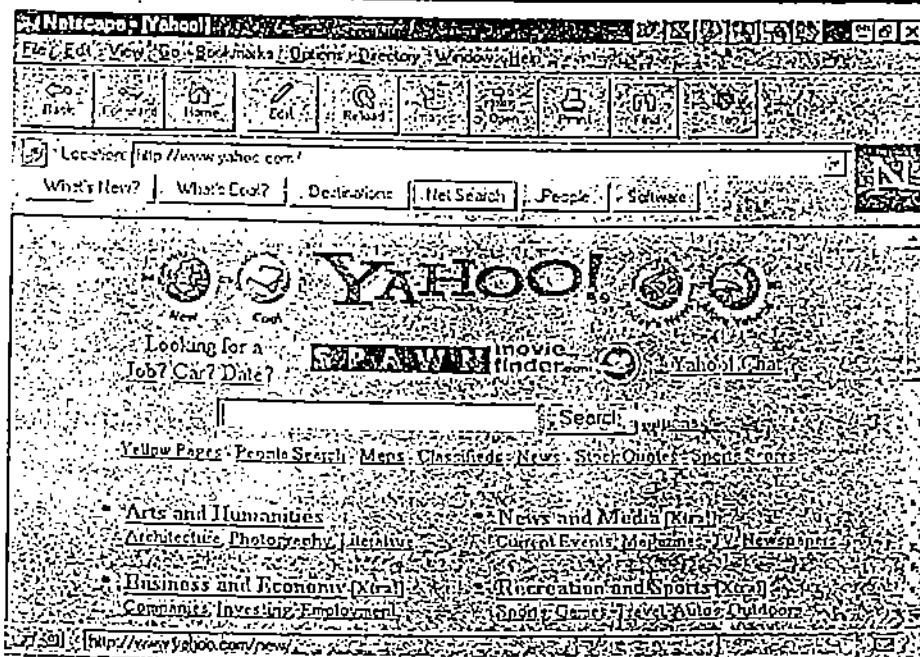 Netscape - [Yahoo!]
File Edit View Go Bookmarks Options Directory Window Help
Back Forward Home Edit Reload Images Open Print Find Stop
Location: http://www.yahoo.com/
N
What's New? What's Cool? Destinations Net Search People Software
YAHOO!
New Cool
Looking for a
Job? Car? Date?
SPAWN movie
finder.com
Yahoo! Chat
Search options
Yellow Pages - People Search - Maps - Classifieds - News - Stock Quotes - Sports Scores
Arts and Humanities
Architecture, Photography, Literature
News and Media [Xtra!]
Current Events, Magazines, TV, Newspapers
Business and Economy [Xtra!]
Companies, Investing, Employment
Recreation and Sports [Xtra!]
Sports, Games, Travel, Autos, Outdoors
http://www.yahoo.com/new/